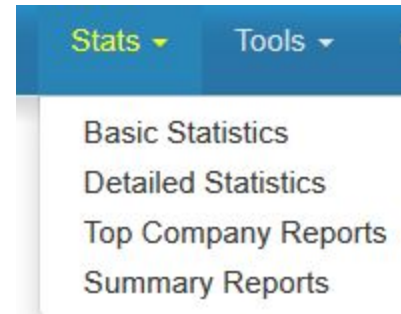 Stats Tools
Basic Statistics
Detailed Statistics
Top Company Reports
Summary Reports